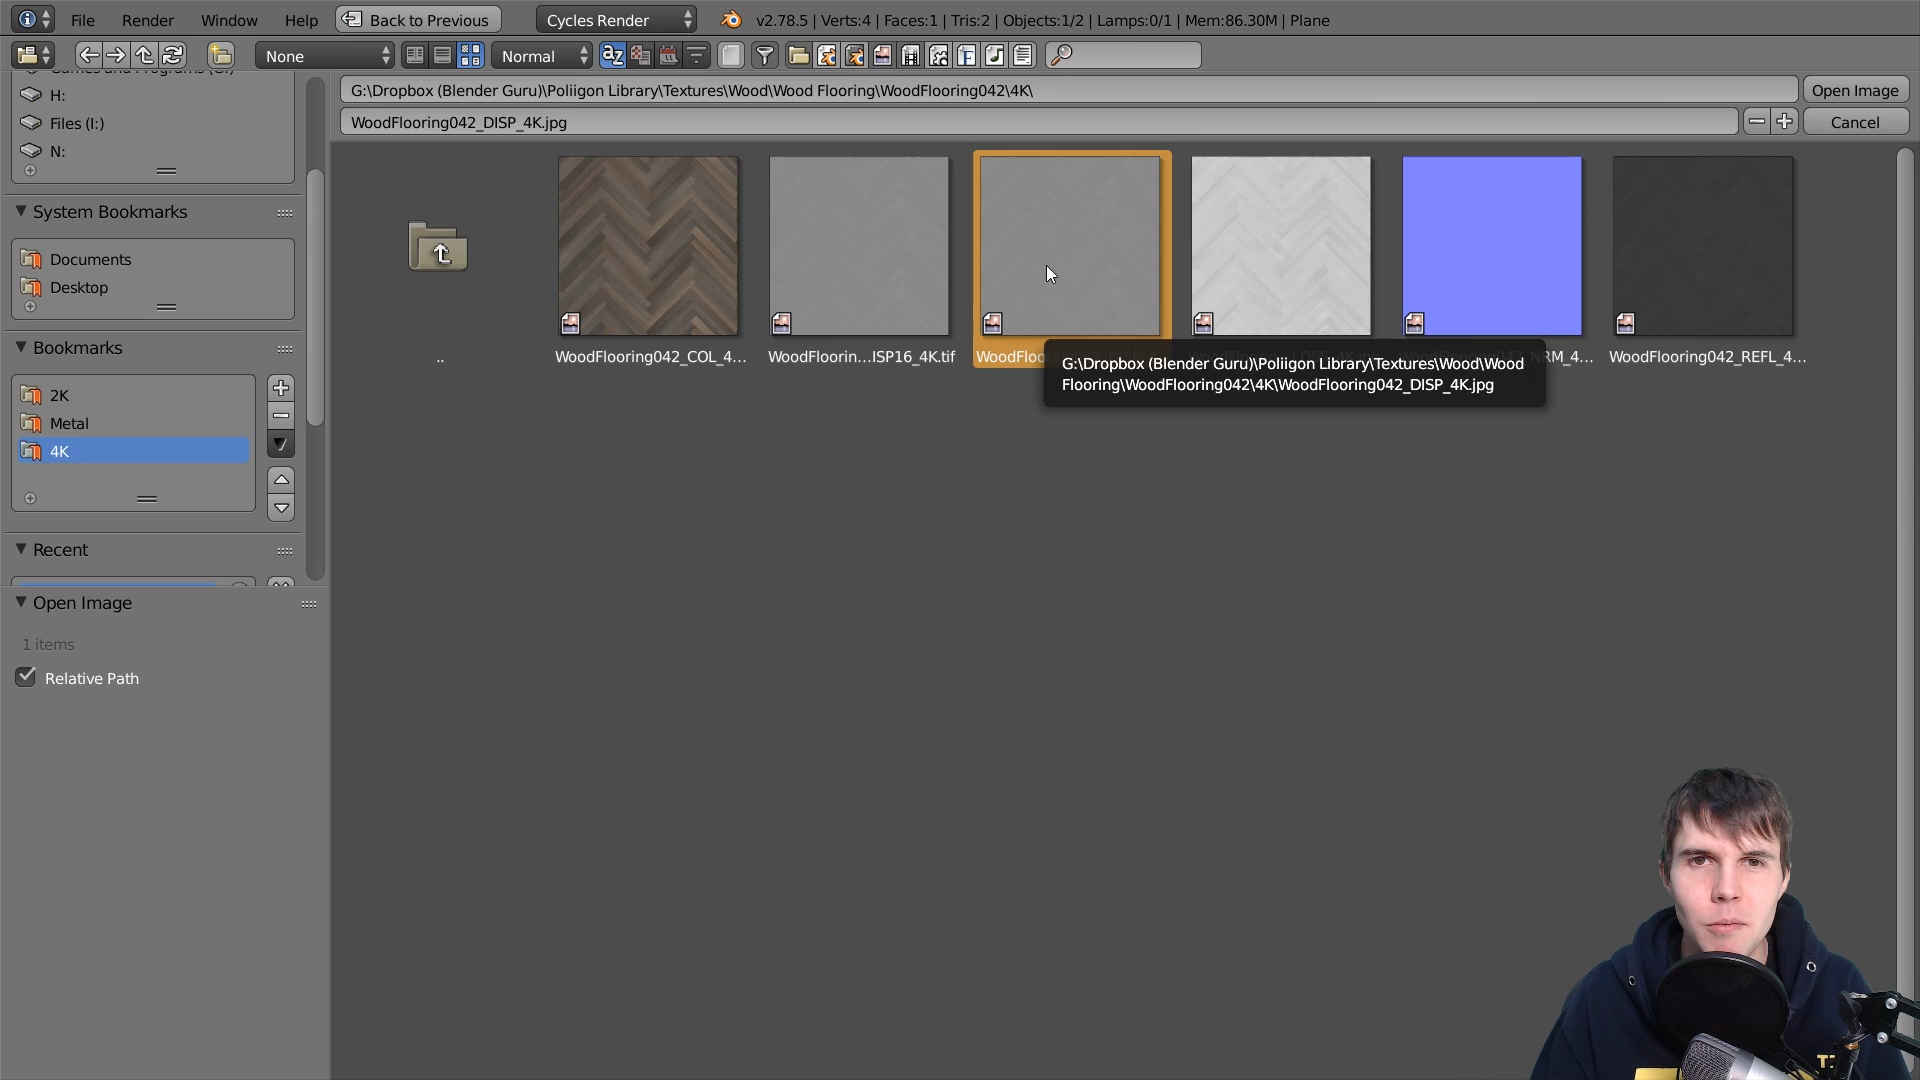 File Render Window Help Back to Previous Cycles Render v2.78.5 | Verts:4 | Faces:1 | Tris:2 | Objects:1/2 | Lamps:0/1 | Mem:86.30M | Plane
None Normal
H:
Files (I:)
N:
System Bookmarks
Documents
Desktop
Bookmarks
2K
Metal
4K
Recent
Open Image
1 items
Relative Path
G:\Dropbox (Blender Guru)\Poliigon Library\Textures\Wood\Wood Flooring\WoodFlooring042\4K\
Open Image
WoodFlooring042_DISP_4K.jpg
Cancel
..
WoodFlooring042_COL_4...
WoodFloorin...ISP16_4K.tif
WoodFlooring042_REFL_4...
G:\Dropbox (Blender Guru)\Poliigon Library\Textures\Wood\Wood
Flooring\WoodFlooring042\4K\WoodFlooring042_DISP_4K.jpg